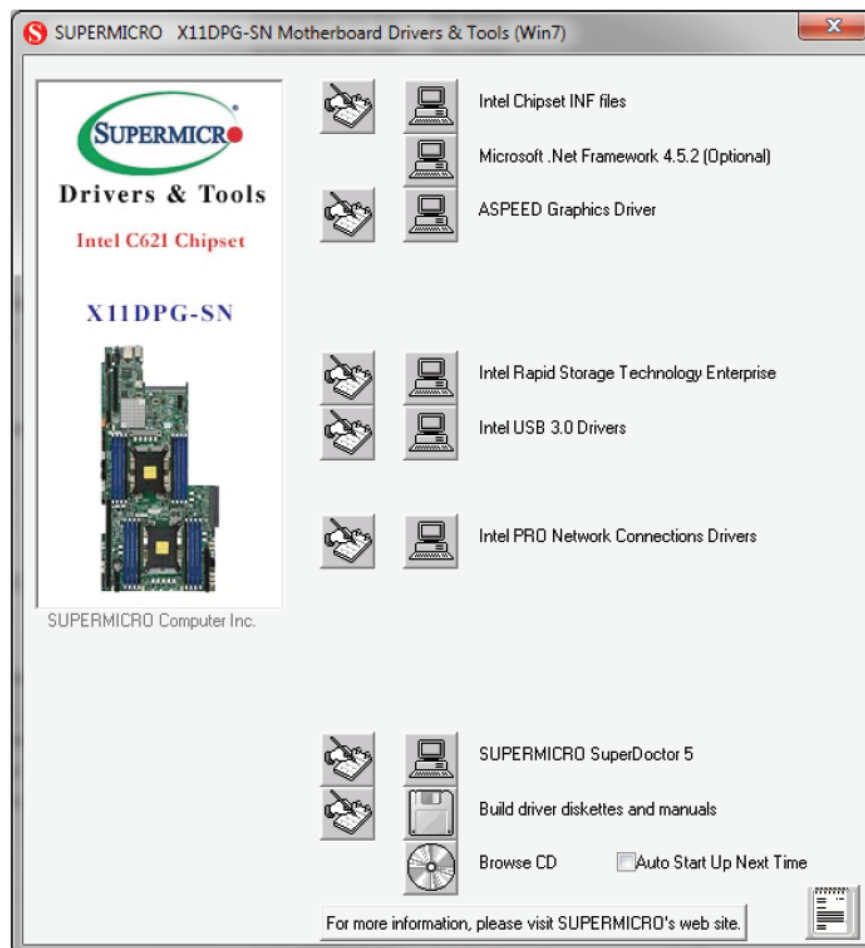 SUPERMICRO X11DPG-SN Motherboard Drivers & Tools (Win7)
SUPERMICR
Drivers & Tools
Intel C621 Chipset
X11DPG-SN
SUPERMICRO Computer Inc.
Intel Chipset INF files
Microsoft .Net Framework 4.5.2 (Optional)
ASPEED Graphics Driver
Intel Rapid Storage Technology Enterprise
Intel USB 3.0 Drivers
Intel PRO Network Connections Drivers
SUPERMICRO SuperDoctor 5
Build driver diskettes and manuals
Browse CD
Auto Start Up Next Time
For more information, please visit SUPERMICRO's web site.